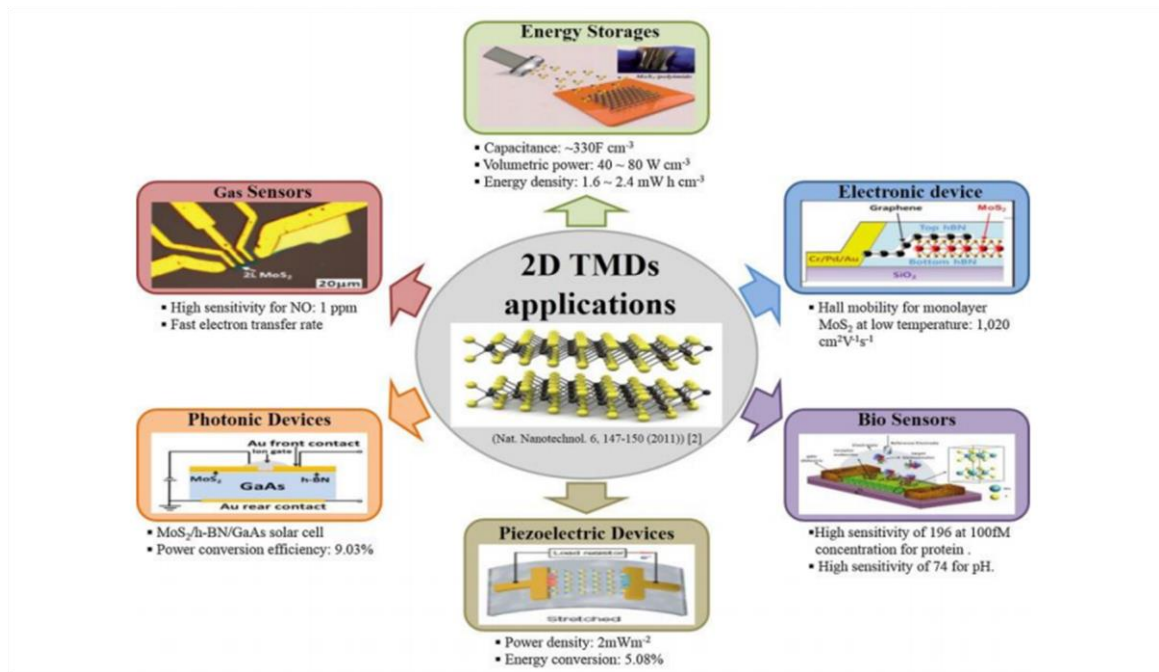 Energy Storages
MoS₂/polyimide
▪ Capacitance: ~330F cm⁻³
▪ Volumetric power: 40 ~ 80 W cm⁻³
▪ Energy density: 1.6 ~ 2.4 mW h cm⁻³
Gas Sensors
2L MoS₂
20μm
▪ High sensitivity for NO: 1 ppm
▪ Fast electron transfer rate
Electronic device
Graphene
MoS₂
Top hBN
Cr/Pd/Au
Bottom hBN
SiO₂
▪ Hall mobility for monolayer
MoS₂ at low temperature: 1,020
cm²V⁻¹s⁻¹
2D TMDs
applications
(Nat. Nanotechnol. 6, 147-150 (2011)) [2]
Photonic Devices
Au front contact
Ion gate
MoS₂
h-BN
GaAs
Au rear contact
▪ MoS₂/h-BN/GaAs solar cell
▪ Power conversion efficiency: 9.03%
Bio Sensors
Reference Electrode
▪High sensitivity of 196 at 100fM
concentration for protein .
▪ High sensitivity of 74 for pH.
Piezoelectric Devices
Load resistor
Stretched
▪ Power density: 2mWm⁻²
▪ Energy conversion: 5.08%